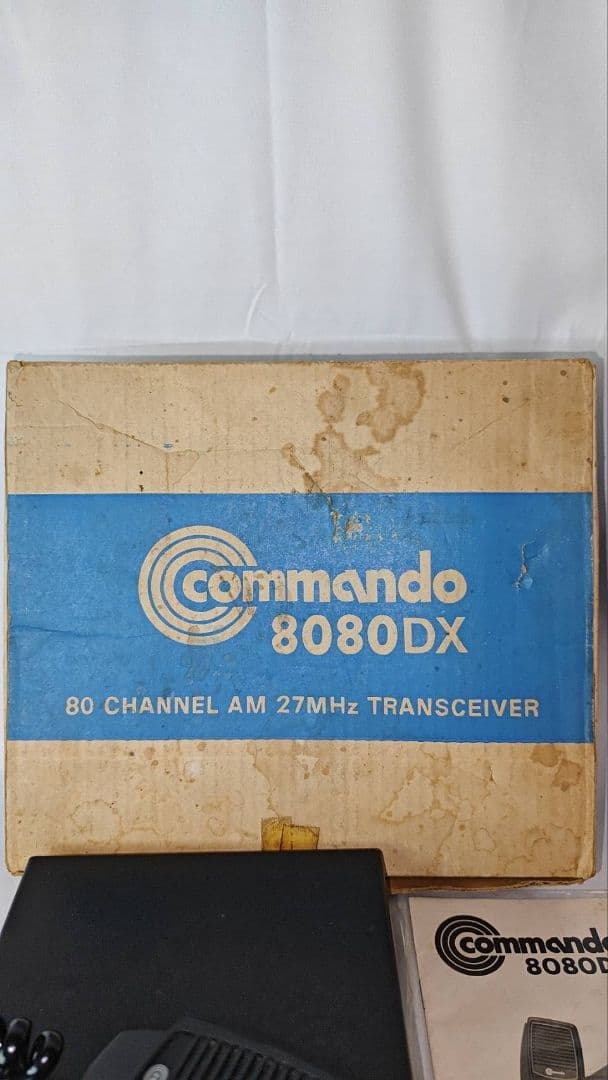 commando
8080DX
80 CHANNEL AM 27MHz TRANSCEIVER
commando
8080D